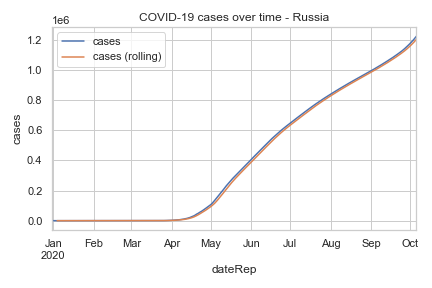 COVID-19 cases over time - Russia
1e6
cases
cases (rolling)
1.2
1.0
0.8
0.6
0.4
0.2
0.0
cases
Jan Feb Mar Apr May Jun Jul Aug Sep Oct
2020
dateRep